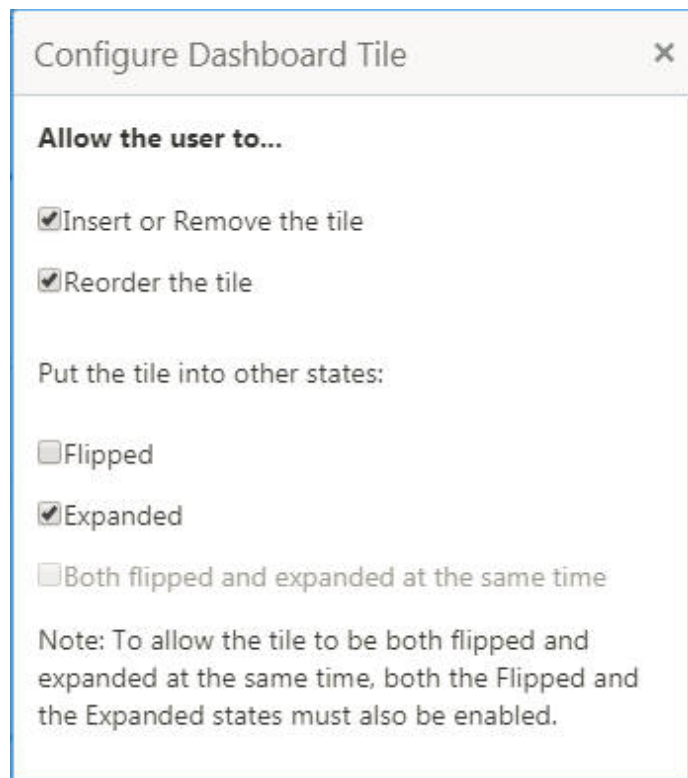 Configure Dashboard Tile
Allow the user to...
Insert or Remove the tile
Reorder the tile
Put the tile into other states:
Flipped
Expanded
Both flipped and expanded at the same time
Note: To allow the tile to be both flipped and
expanded at the same time, both the Flipped and
the Expanded states must also be enabled.